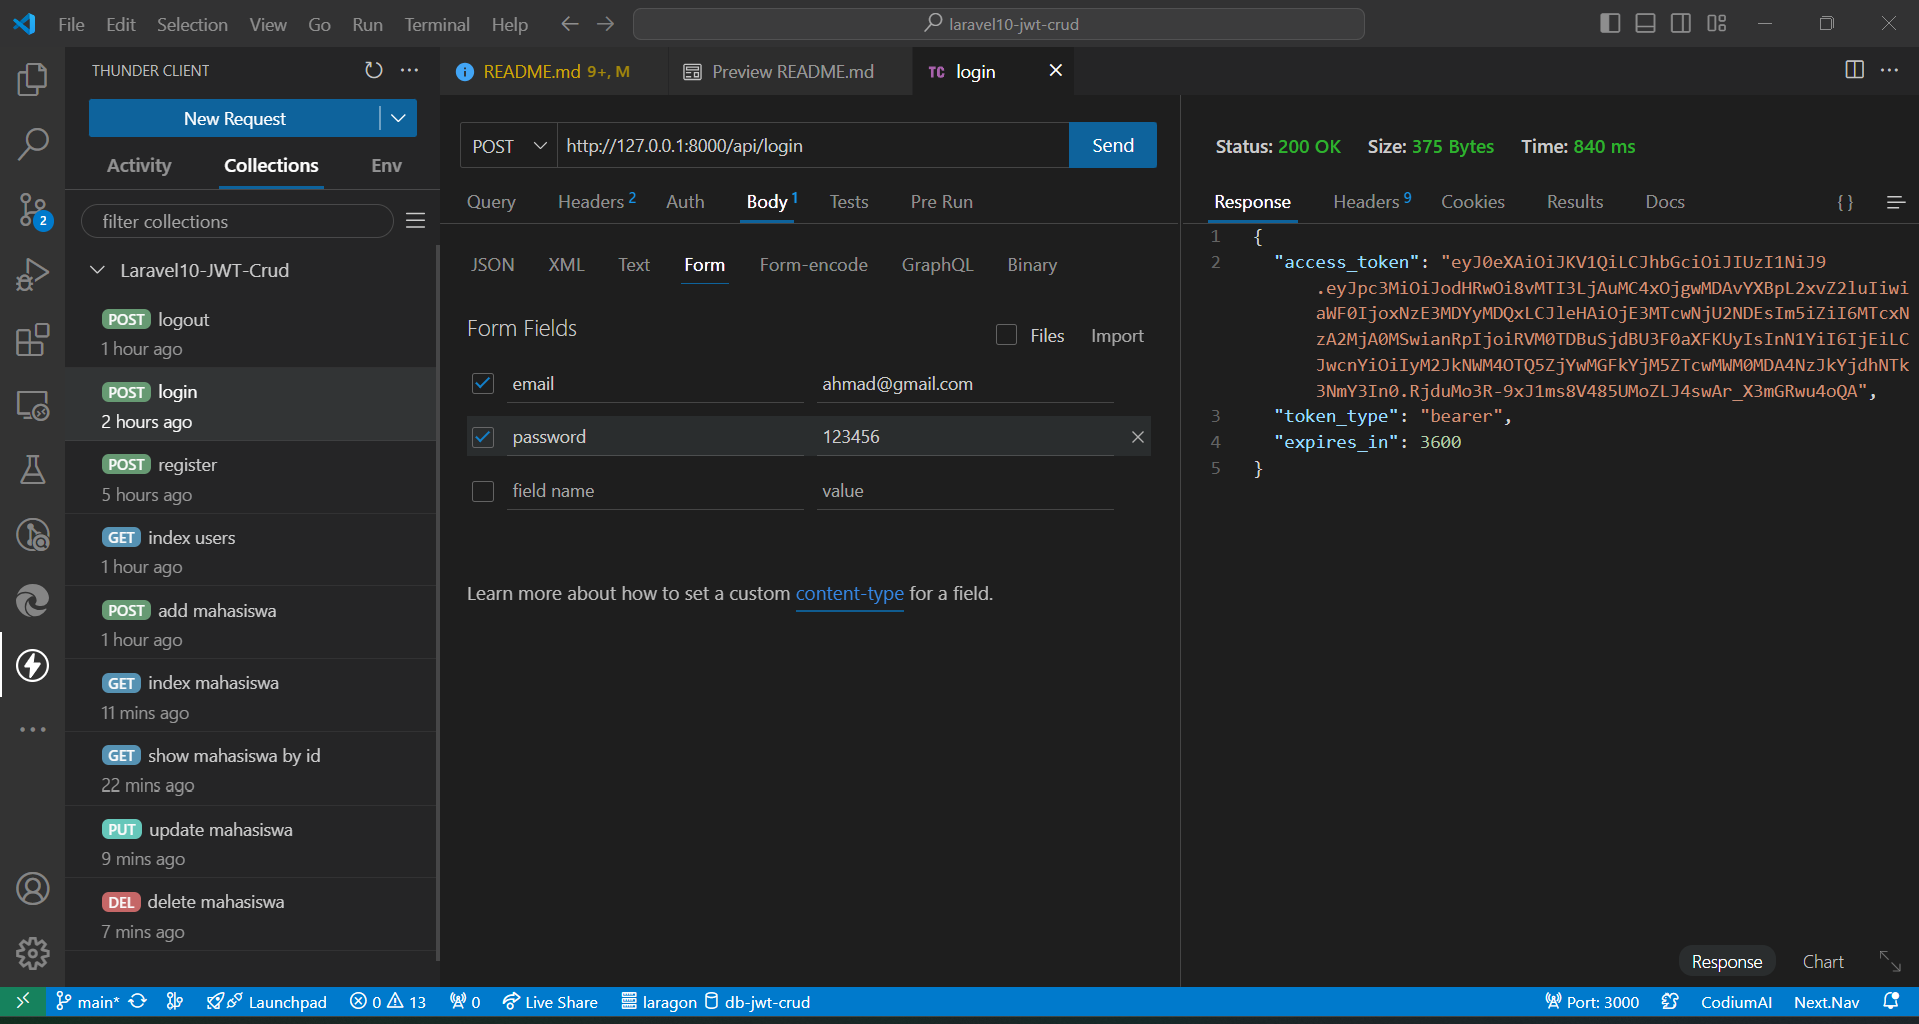 File Edit Selection View Go Run Terminal Help
laravel10-jwt-crud
THUNDER CLIENT
New Request
Activity Collections Env
filter collections
Laravel10-JWT-Crud
POST logout
1 hour ago
POST login
2 hours ago
POST register
5 hours ago
GET index users
1 hour ago
POST add mahasiswa
1 hour ago
GET index mahasiswa
11 mins ago
GET show mahasiswa by id
22 mins ago
PUT update mahasiswa
9 mins ago
DEL delete mahasiswa
7 mins ago
2
README.md 9+, M
Preview README.md
TC login
POST http://127.0.0.1:8000/api/login Send
Query Headers 2 Auth Body 1 Tests Pre Run
JSON XML Text Form Form-encode GraphQL Binary
Form Fields Files Import
email ahmad@gmail.com
password 123456
field name value
Learn more about how to set a custom content-type for a field.
Status: 200 OK Size: 375 Bytes Time: 840 ms
Response Headers 9 Cookies Results Docs { }
1 {
2 "access_token": "eyJ0eXAiOiJKV1QiLCJhbGciOiJIUzI1NiJ9
.eyJpc3MiOiJodHRwOi8vMTI3LjAuMC4xOjgwMDAvYXBpL2xvZ2luIiwi
aWF0IjoxNzE3MDYyMDQxLCJleHAiOjE3MTcwNjU2NDEsIm5iZiI6MTcxN
zA2MjA0MSwianRpIjoiRVM0TDBuSjdBU3F0aXFKUyIsInN1YiI6IjEiLC
JwcnYiOiIyM2JkNWM4OTQ5ZjYwMGFkYjM5ZTcwMWM0MDA4NzJkYjdhNTk
3NmY3In0.RjduMo3R-9xJ1ms8V485UMoZLJ4swAr_X3mGRwu4oQA",
3 "token_type": "bearer",
4 "expires_in": 3600
5 }
Response Chart
main* Launchpad 0 13 0 Live Share laragon db-jwt-crud Port: 3000 CodiumAI Next.Nav